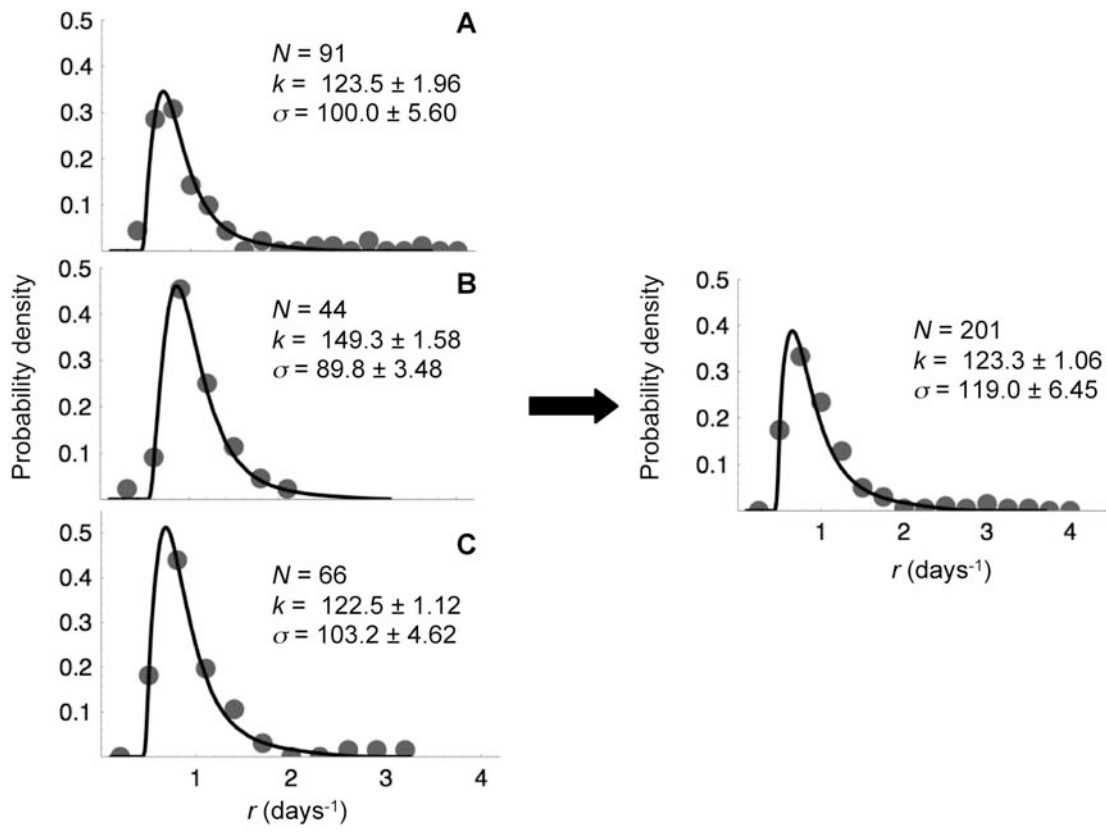 A
0.5
0.4
0.3
0.2
0.1
N = 91
k = 123.5 ± 1.96
σ = 100.0 ± 5.60
B
0.5
0.4
0.3
0.2
0.1
N = 44
k = 149.3 ± 1.58
σ = 89.8 ± 3.48
Probability density
C
0.5
0.4
0.3
0.2
0.1
N = 66
k = 122.5 ± 1.12
σ = 103.2 ± 4.62
1 2 3 4
r (days⁻¹)
Probability density
0.5
0.4
0.3
0.2
0.1
N = 201
k = 123.3 ± 1.06
σ = 119.0 ± 6.45
1 2 3 4
r (days⁻¹)